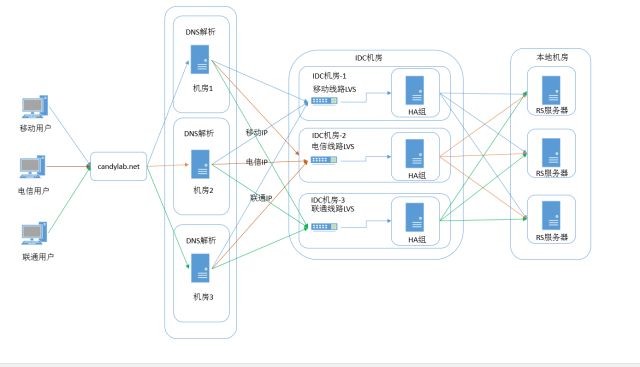 移动用户
电信用户
联通用户
candylab.net
DNS解析
机房1
DNS解析
机房2
DNS解析
机房3
移动IP
电信IP
联通IP
IDC机房
IDC机房-1
移动线路LVS
HA组
IDC机房-2
电信线路LVS
HA组
IDC机房-3
联通线路LVS
HA组
本地机房
RS服务器
RS服务器
RS服务器